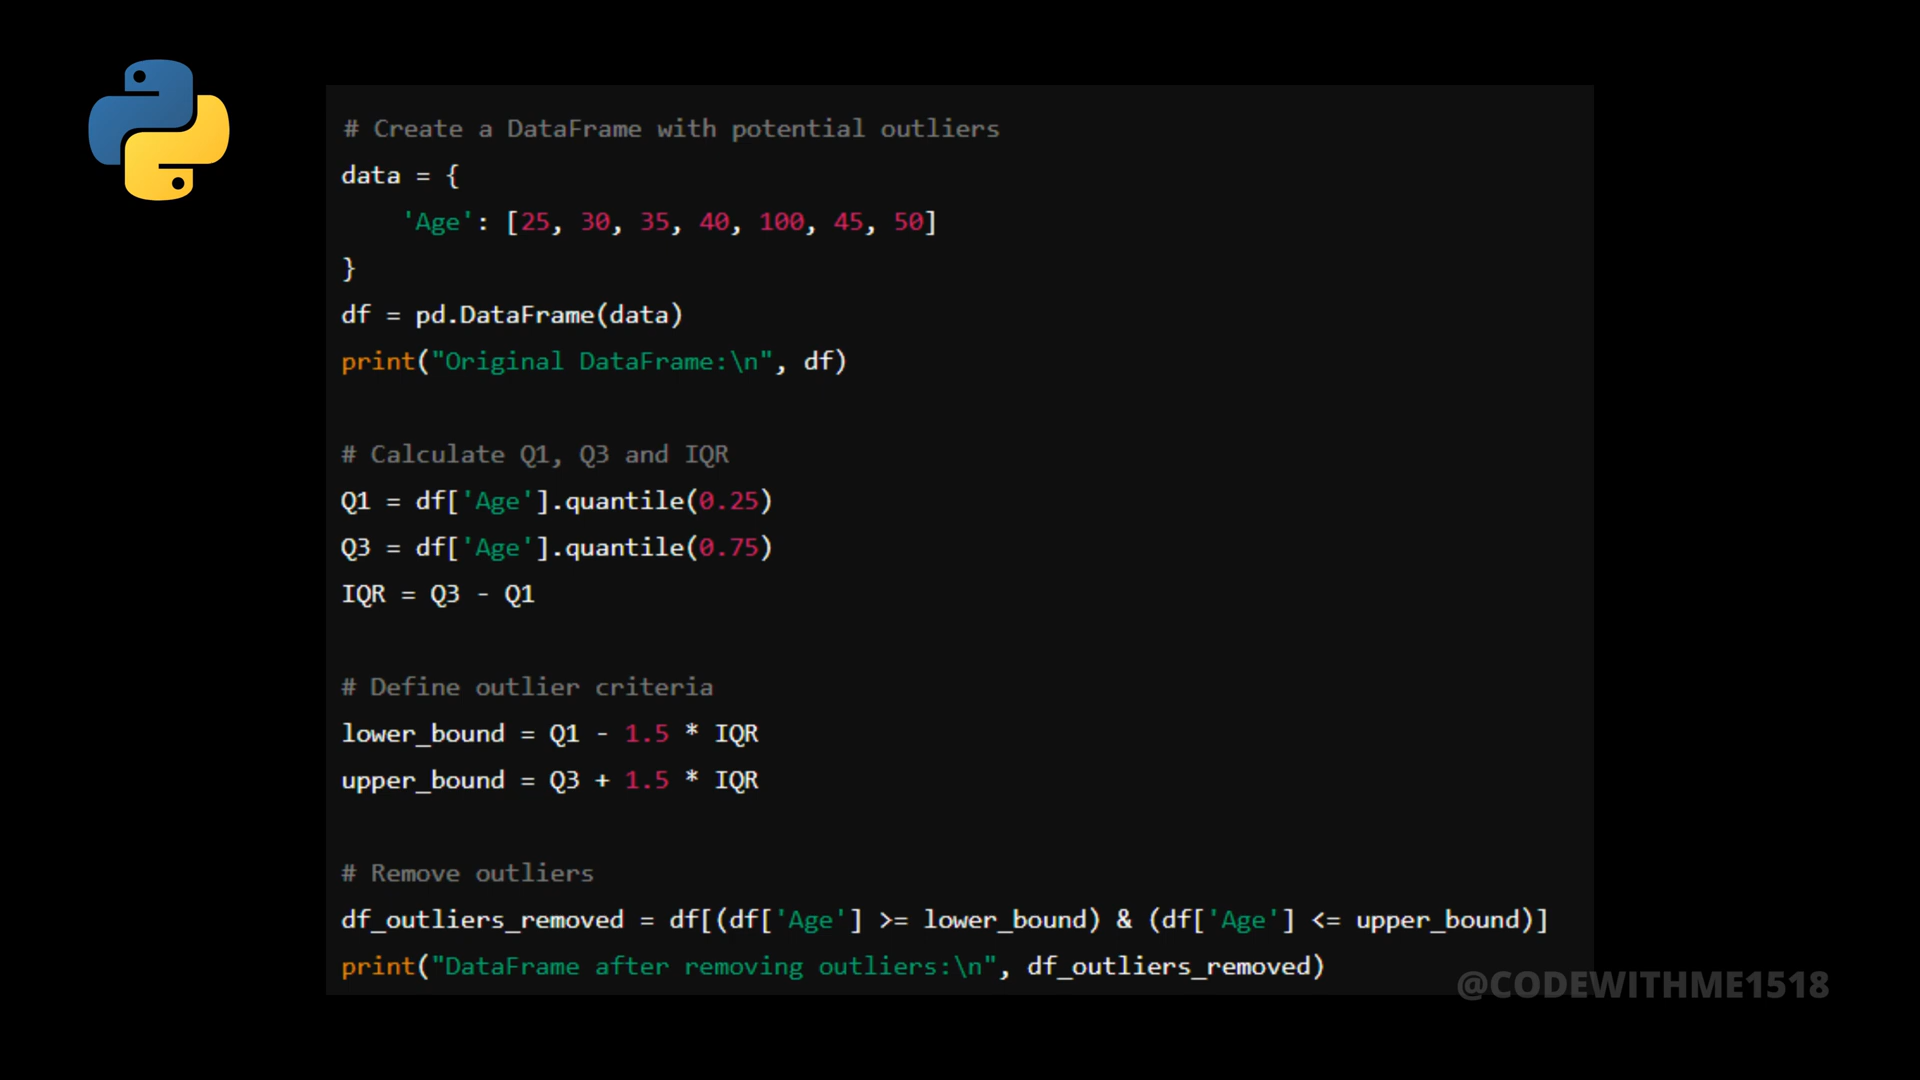 # Create a DataFrame with potential outliers
data = {
    'Age': [25, 30, 35, 40, 100, 45, 50]
}
df = pd.DataFrame(data)
print("Original DataFrame:\n", df)
# Calculate Q1, Q3 and IQR
Q1 = df['Age'].quantile(0.25)
Q3 = df['Age'].quantile(0.75)
IQR = Q3 - Q1
# Define outlier criteria
lower_bound = Q1 - 1.5 * IQR
upper_bound = Q3 + 1.5 * IQR
# Remove outliers
df_outliers_removed = df[(df['Age'] >= lower_bound) & (df['Age'] <= upper_bound)]
print("DataFrame after removing outliers:\n", df_outliers_removed)
@CODEWITHME1518